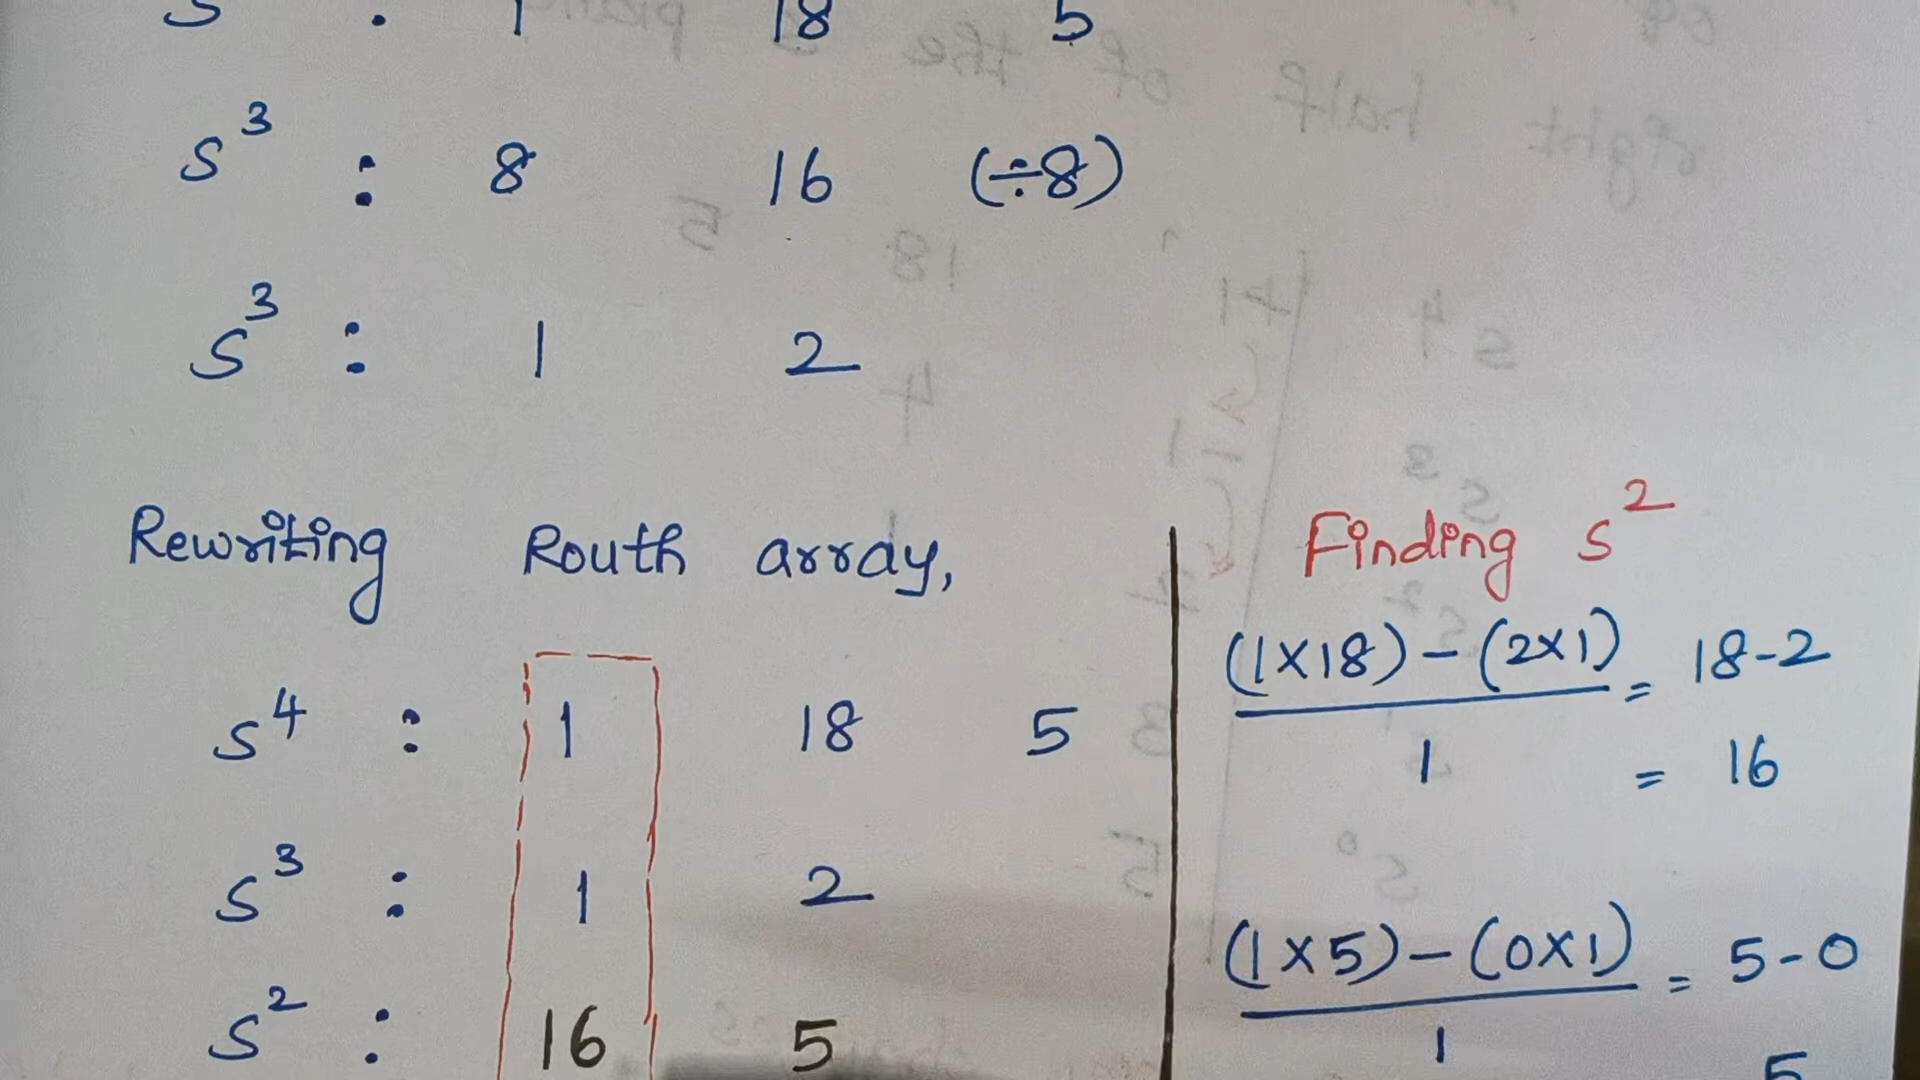 s : 1 18 5
s³ : 8 16 (÷8)
s³ : 1 2
Rewriting Routh array,
s⁴ : 1 18 5
s³ : 1 2
s² : 16 5
Finding s²
(1×18)-(2×1) = 18-2
1
= 16
(1×5)-(0×1) = 5-0
1
5